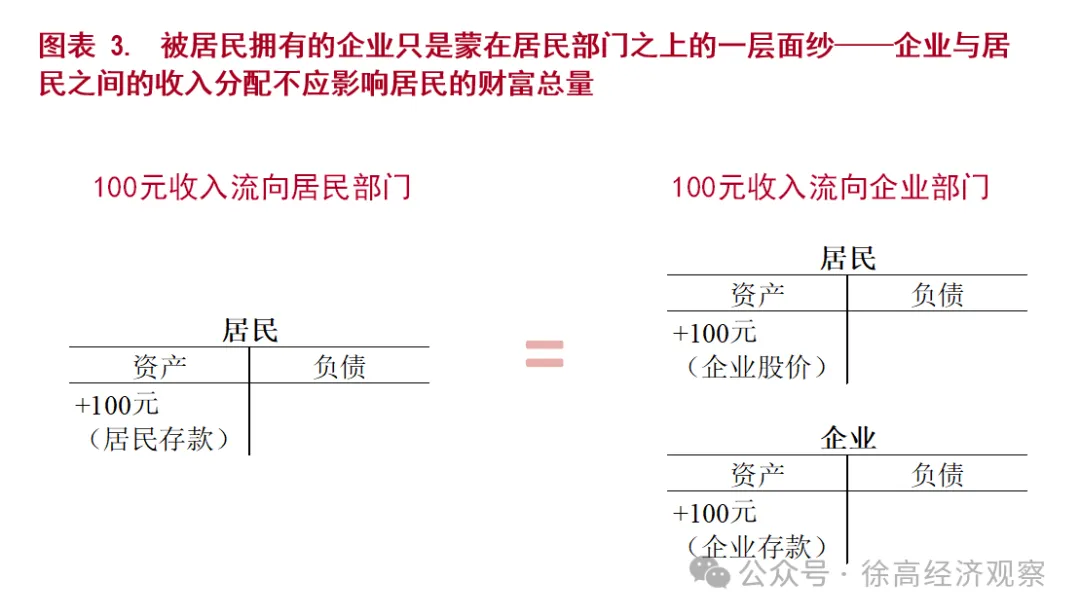 图表 3. 被居民拥有的企业只是蒙在居民部门之上的一层面纱——企业与居
民之间的收入分配不应影响居民的财富总量
100元收入流向居民部门
居民
资产 负债
+100元
（居民存款）
=
100元收入流向企业部门
居民
资产 负债
+100元
（企业股价）
企业
资产 负债
+100元
（企业存款）
公众号·徐高经济观察